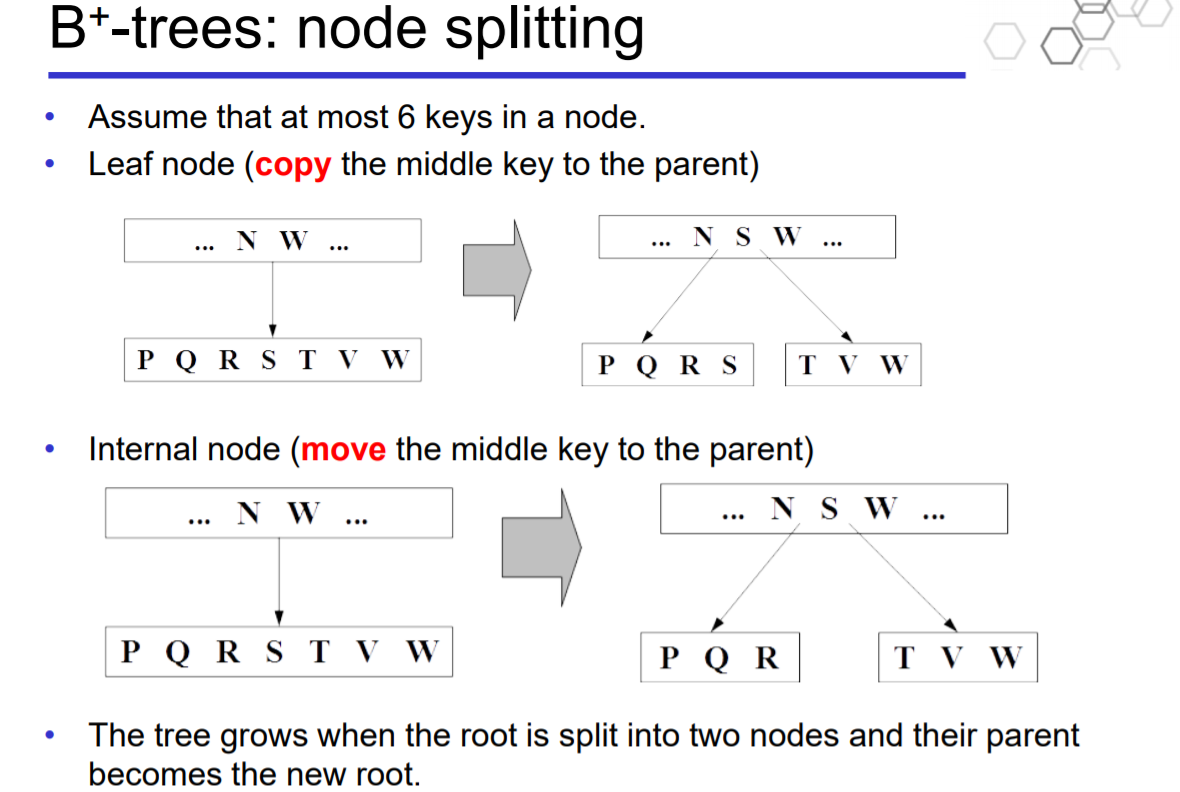 B⁺-trees: node splitting
• Assume that at most 6 keys in a node.
• Leaf node (copy the middle key to the parent)
... N W ...
... N S W ...
P Q R S T V W
P Q R S
T V W
• Internal node (move the middle key to the parent)
... N W ...
... N S W ...
P Q R S T V W
P Q R
T V W
• The tree grows when the root is split into two nodes and their parent
becomes the new root.